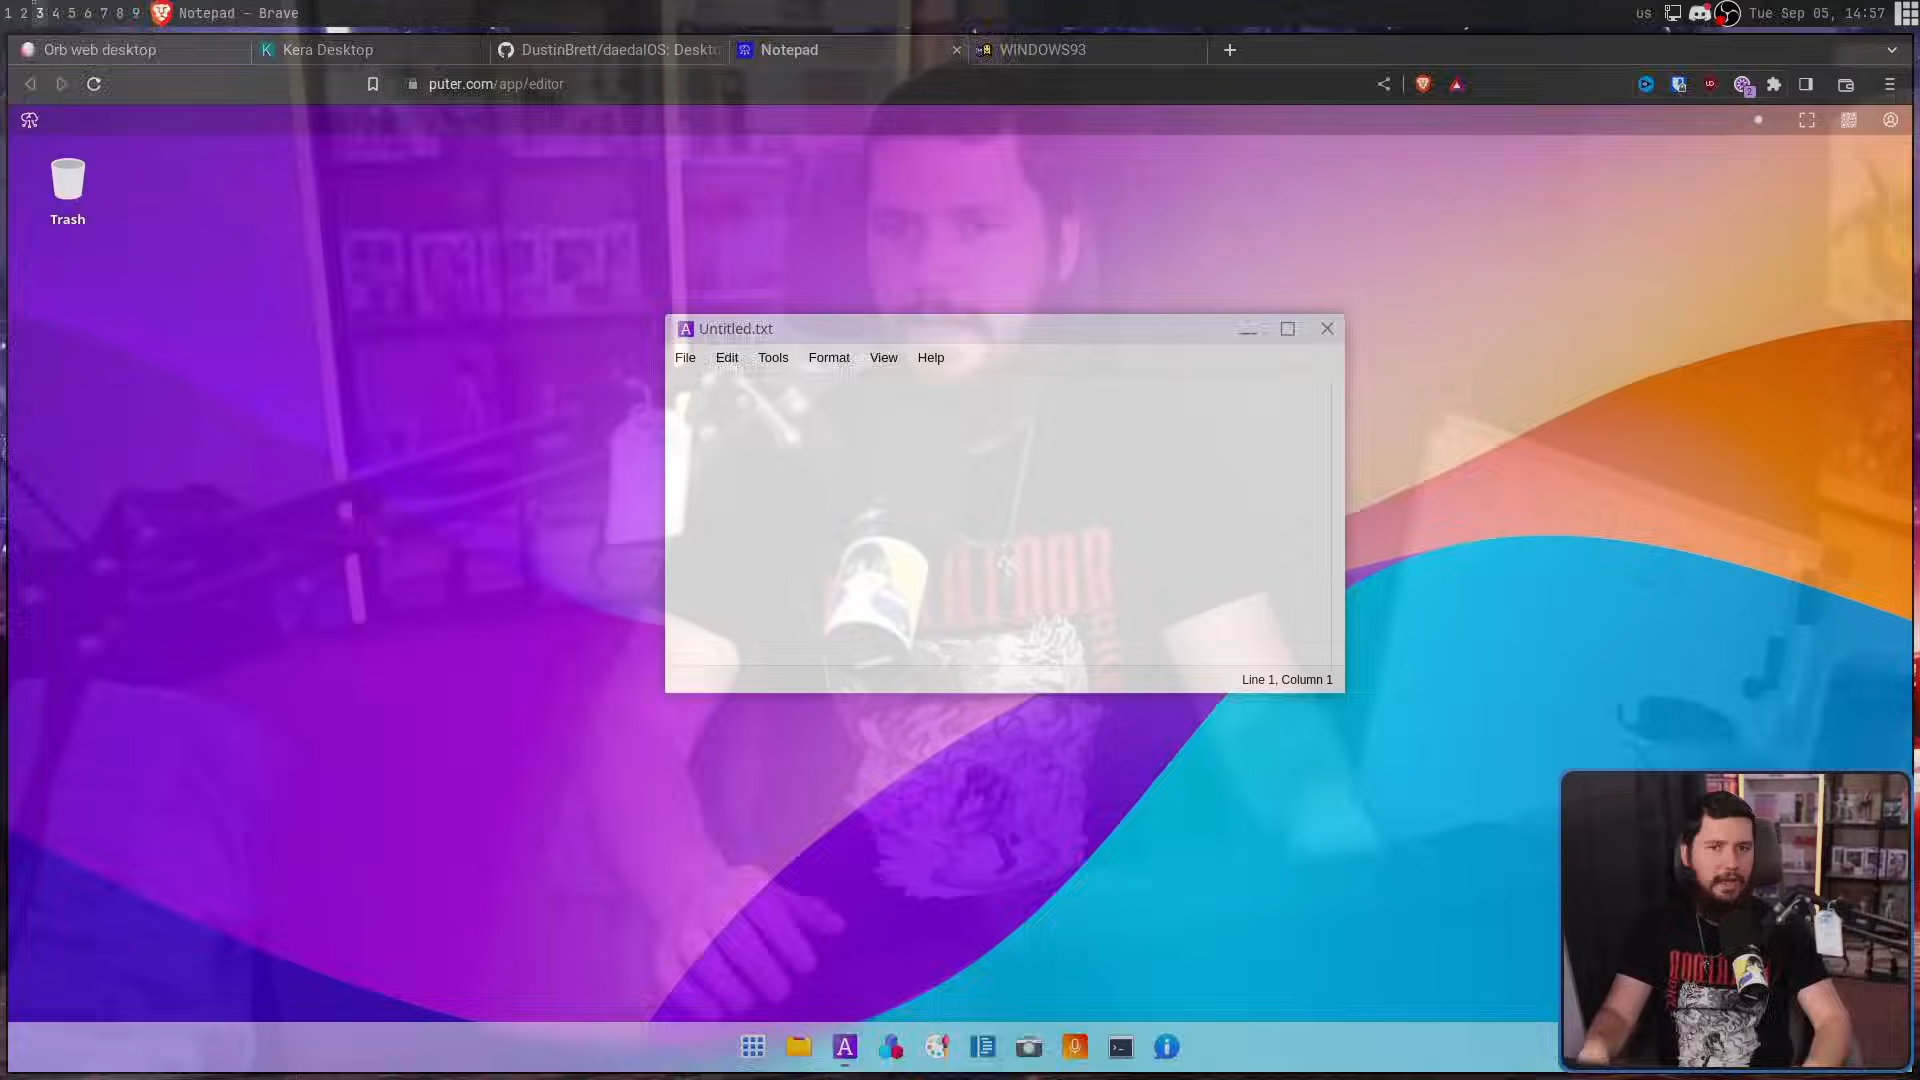 1 2 3 4 5 6 7 8 9 Notepad - Brave
us Tue Sep 05, 14:57
Orb web desktop
Kera Desktop
DustinBrett/daedalOS: Deskto
Notepad
WINDOWS93
puter.com/app/editor
2
Trash
Untitled.txt
File Edit Tools Format View Help
Line 1, Column 1